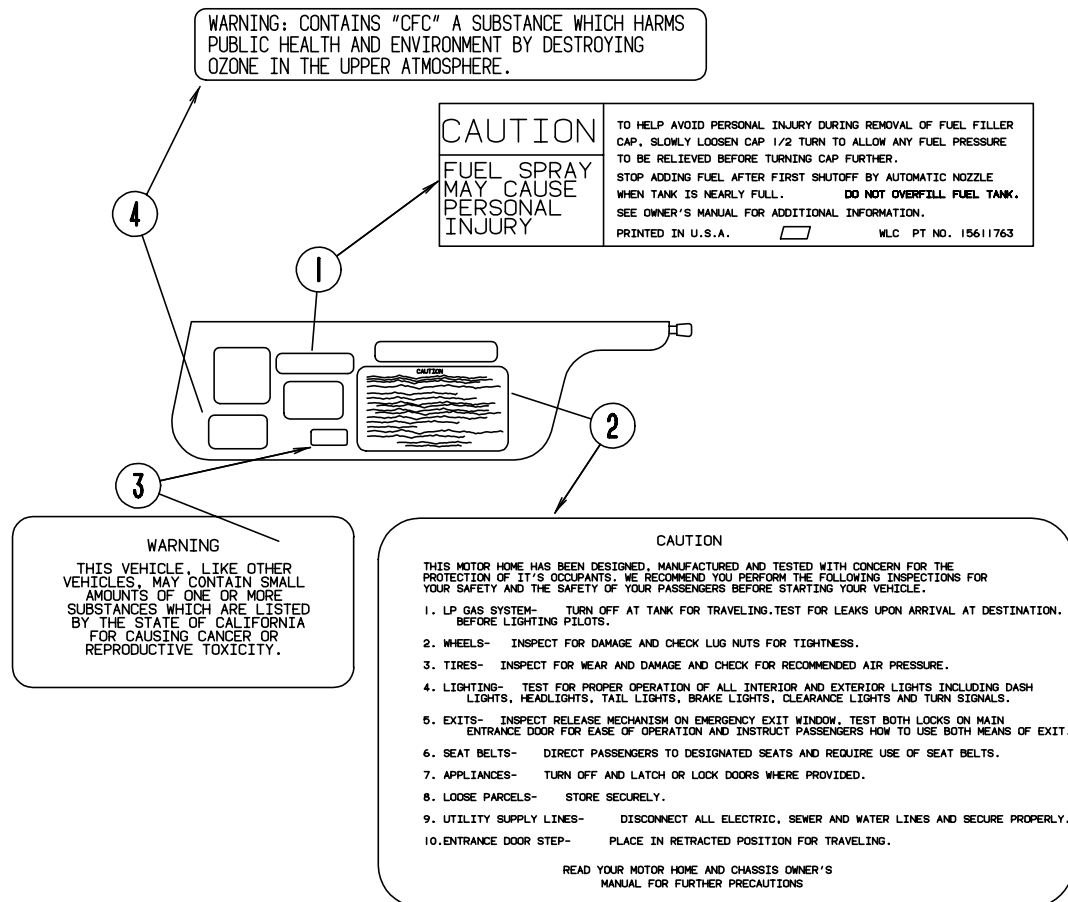 WARNING: CONTAINS "CFC" A SUBSTANCE WHICH HARMS
PUBLIC HEALTH AND ENVIRONMENT BY DESTROYING
OZONE IN THE UPPER ATMOSPHERE.
CAUTION
FUEL SPRAY
MAY CAUSE
PERSONAL
INJURY
TO HELP AVOID PERSONAL INJURY DURING REMOVAL OF FUEL FILLER
CAP, SLOWLY LOOSEN CAP 1/2 TURN TO ALLOW ANY FUEL PRESSURE
TO BE RELIEVED BEFORE TURNING CAP FURTHER.
STOP ADDING FUEL AFTER FIRST SHUTOFF BY AUTOMATIC NOZZLE
WHEN TANK IS NEARLY FULL. DO NOT OVERFILL FUEL TANK.
SEE OWNER'S MANUAL FOR ADDITIONAL INFORMATION.
PRINTED IN U.S.A. WLC PT NO. 15611763
4
1
CAUTION
2
3
WARNING
THIS VEHICLE, LIKE OTHER
VEHICLES, MAY CONTAIN SMALL
AMOUNTS OF ONE OR MORE
SUBSTANCES WHICH ARE LISTED
BY THE STATE OF CALIFORNIA
FOR CAUSING CANCER OR
REPRODUCTIVE TOXICITY.
CAUTION
THIS MOTOR HOME HAS BEEN DESIGNED, MANUFACTURED AND TESTED WITH CONCERN FOR THE
PROTECTION OF IT'S OCCUPANTS. WE RECOMMEND YOU PERFORM THE FOLLOWING INSPECTIONS FOR
YOUR SAFETY AND THE SAFETY OF YOUR PASSENGERS BEFORE STARTING YOUR VEHICLE.
1. LP GAS SYSTEM- TURN OFF AT TANK FOR TRAVELING.TEST FOR LEAKS UPON ARRIVAL AT DESTINATION.
BEFORE LIGHTING PILOTS.
2. WHEELS- INSPECT FOR DAMAGE AND CHECK LUG NUTS FOR TIGHTNESS.
3. TIRES- INSPECT FOR WEAR AND DAMAGE AND CHECK FOR RECOMMENDED AIR PRESSURE.
4. LIGHTING- TEST FOR PROPER OPERATION OF ALL INTERIOR AND EXTERIOR LIGHTS INCLUDING DASH
LIGHTS, HEADLIGHTS, TAIL LIGHTS, BRAKE LIGHTS, CLEARANCE LIGHTS AND TURN SIGNALS.
5. EXITS- INSPECT RELEASE MECHANISM ON EMERGENCY EXIT WINDOW, TEST BOTH LOCKS ON MAIN
ENTRANCE DOOR FOR EASE OF OPERATION AND INSTRUCT PASSENGERS HOW TO USE BOTH MEANS OF EXIT.
6. SEAT BELTS- DIRECT PASSENGERS TO DESIGNATED SEATS AND REQUIRE USE OF SEAT BELTS.
7. APPLIANCES- TURN OFF AND LATCH OR LOCK DOORS WHERE PROVIDED.
8. LOOSE PARCELS- STORE SECURELY.
9. UTILITY SUPPLY LINES- DISCONNECT ALL ELECTRIC, SEWER AND WATER LINES AND SECURE PROPERLY.
10.ENTRANCE DOOR STEP- PLACE IN RETRACTED POSITION FOR TRAVELING.
READ YOUR MOTOR HOME AND CHASSIS OWNER'S
MANUAL FOR FURTHER PRECAUTIONS